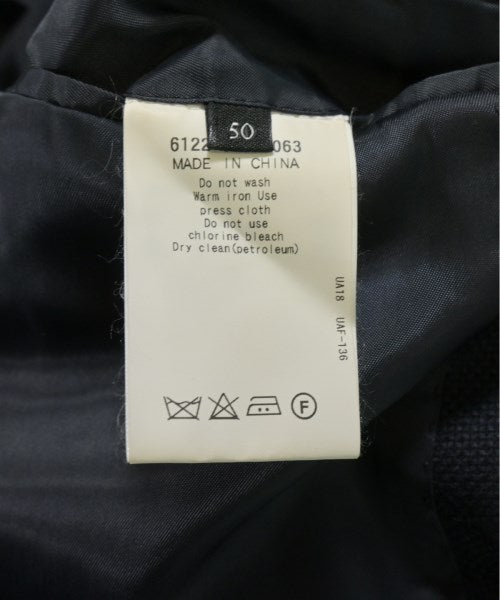 50
6122 063
MADE IN CHINA
Do not wash
Warm iron Use
press cloth
Do not use
chlorine bleach
Dry clean(petroleum)
UA18 UAF-136
F